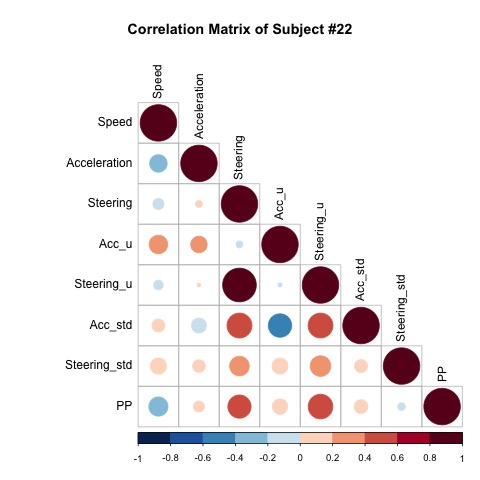 Correlation Matrix of Subject #22
Speed
Acceleration
Steering
Acc_u
Steering_u
Acc_std
Steering_std
PP
Speed
Acceleration
Steering
Acc_u
Steering_u
Acc_std
Steering_std
PP
-1 -0.8 -0.6 -0.4 -0.2 0 0.2 0.4 0.6 0.8 1